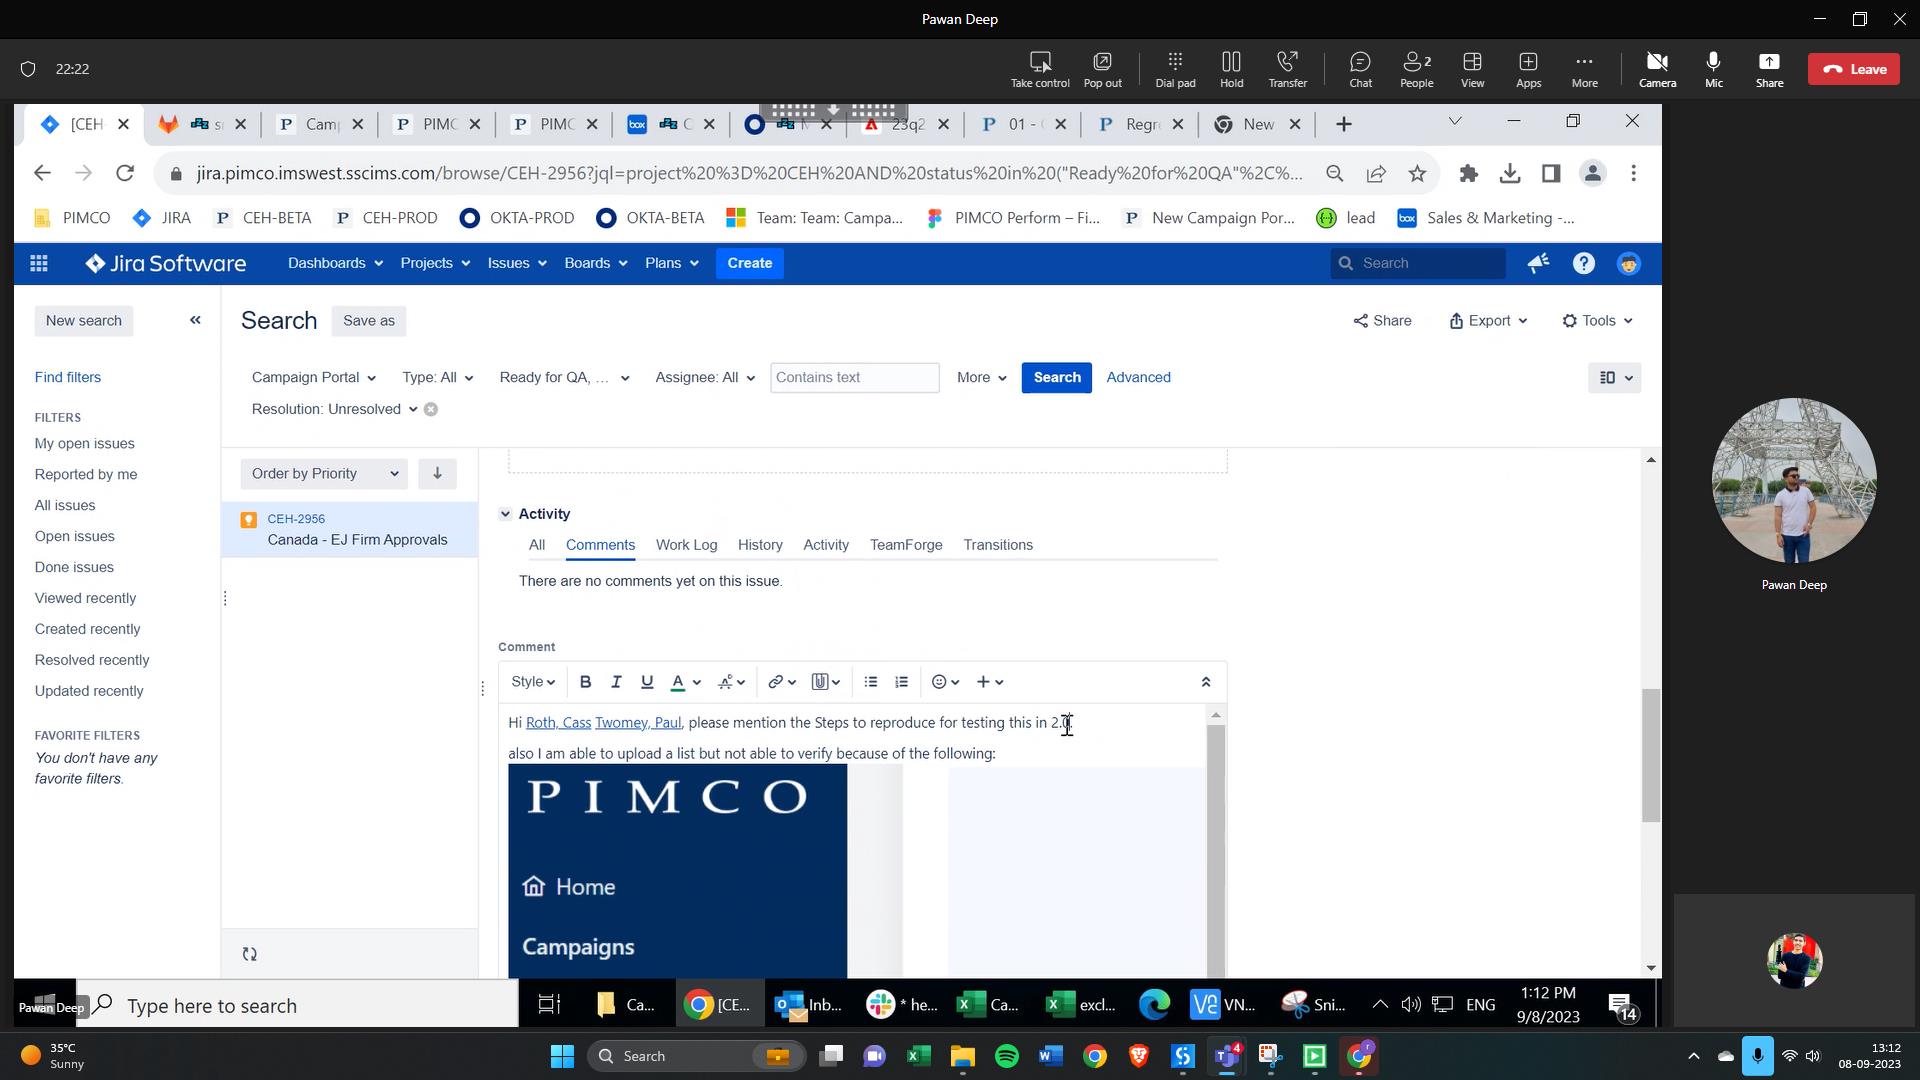 Pawan Deep
22:22
Take control
Pop out
Dial pad
Hold
Transfer
Chat
2
People
View
Apps
More
Camera
Mic
Share
Leave
[CEH-
Camp
PIMC
PIMC
23q2
01 -
Regre
New
jira.pimco.imswest.sscims.com/browse/CEH-2956?jql=project%20%3D%20CEH%20AND%20status%20in%20("Ready%20for%20QA"%2C%...
PIMCO
JIRA
CEH-BETA
CEH-PROD
OKTA-PROD
OKTA-BETA
Team: Team: Campa...
PIMCO Perform – Fi...
New Campaign Por...
lead
box
Sales & Marketing -...
Jira Software
Dashboards
Projects
Issues
Boards
Plans
Create
Search
New search
Search
Save as
Share
Export
Tools
Find filters
FILTERS
My open issues
Reported by me
All issues
Open issues
Done issues
Viewed recently
Created recently
Resolved recently
Updated recently
FAVORITE FILTERS
You don't have any
favorite filters.
Campaign Portal
Type: All
Ready for QA, ...
Assignee: All
Contains text
More
Search
Advanced
Resolution: Unresolved
Order by Priority
CEH-2956
Canada - EJ Firm Approvals
Activity
All
Comments
Work Log
History
Activity
TeamForge
Transitions
There are no comments yet on this issue.
Comment
Style
B
I
U
A
Hi Roth, Cass Twomey, Paul, please mention the Steps to reproduce for testing this in 2.0.
also I am able to upload a list but not able to verify because of the following:
PIMCO
Home
Campaigns
Pawan Deep
Pawan Deep
Type here to search
Ca...
[CE...
Inb...
* he...
Ca...
excl...
VN...
Sni...
ENG
1:12 PM
9/8/2023
14
35°C
Sunny
Search
4
13:12
08-09-2023